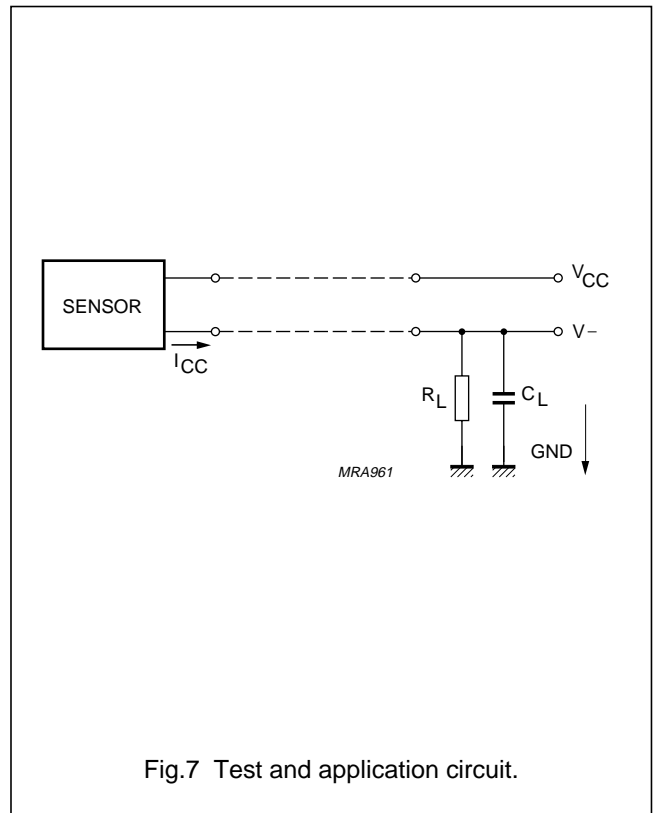 VCC
SENSOR
V–
ICC
RL
CL
GND
MRA961
Fig.7 Test and application circuit.